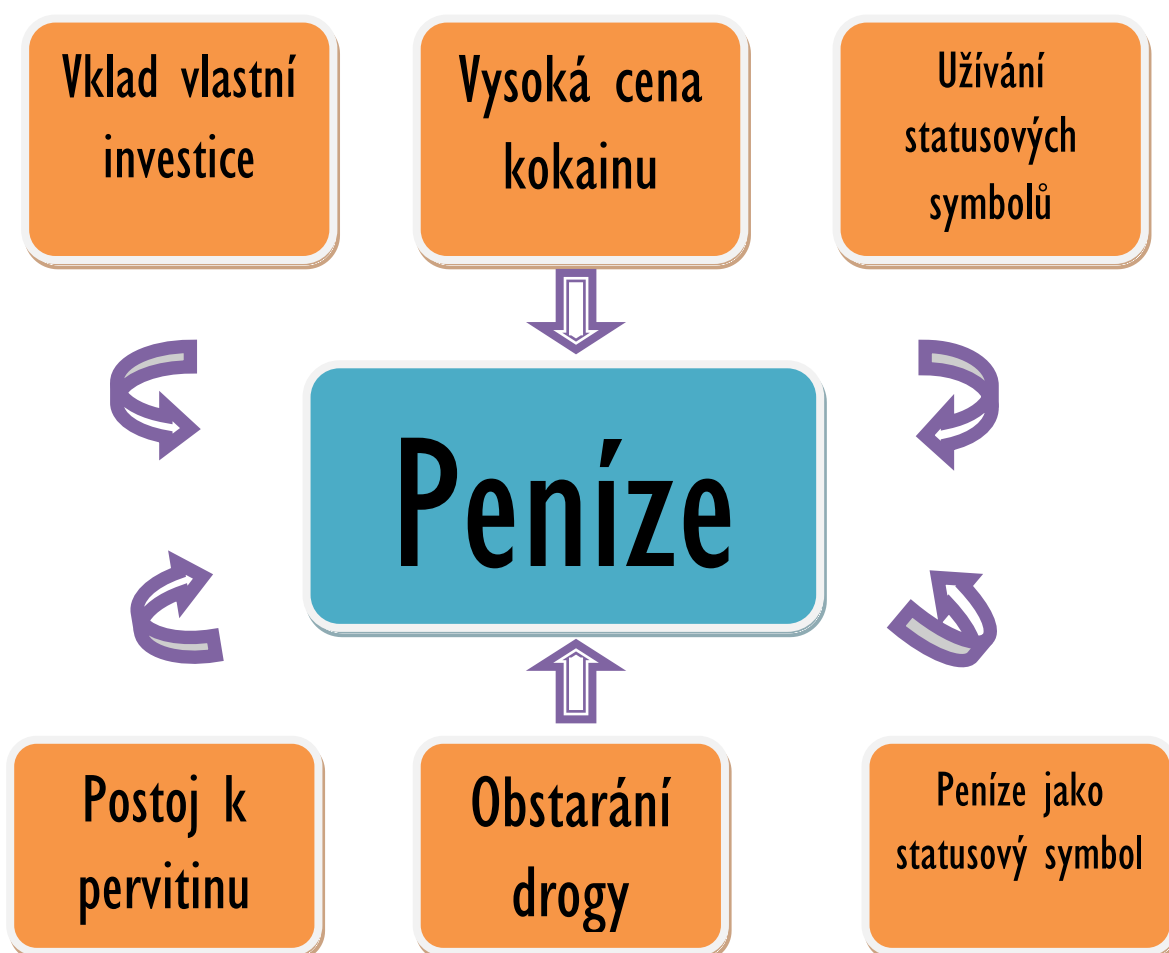 Vklad vlastní
investice
Vysoká cena
kokainu
Užívání
statusových
symbolů
Peníze
Postoj k
pervitinu
Obstarání
drogy
Peníze jako
statusový symbol